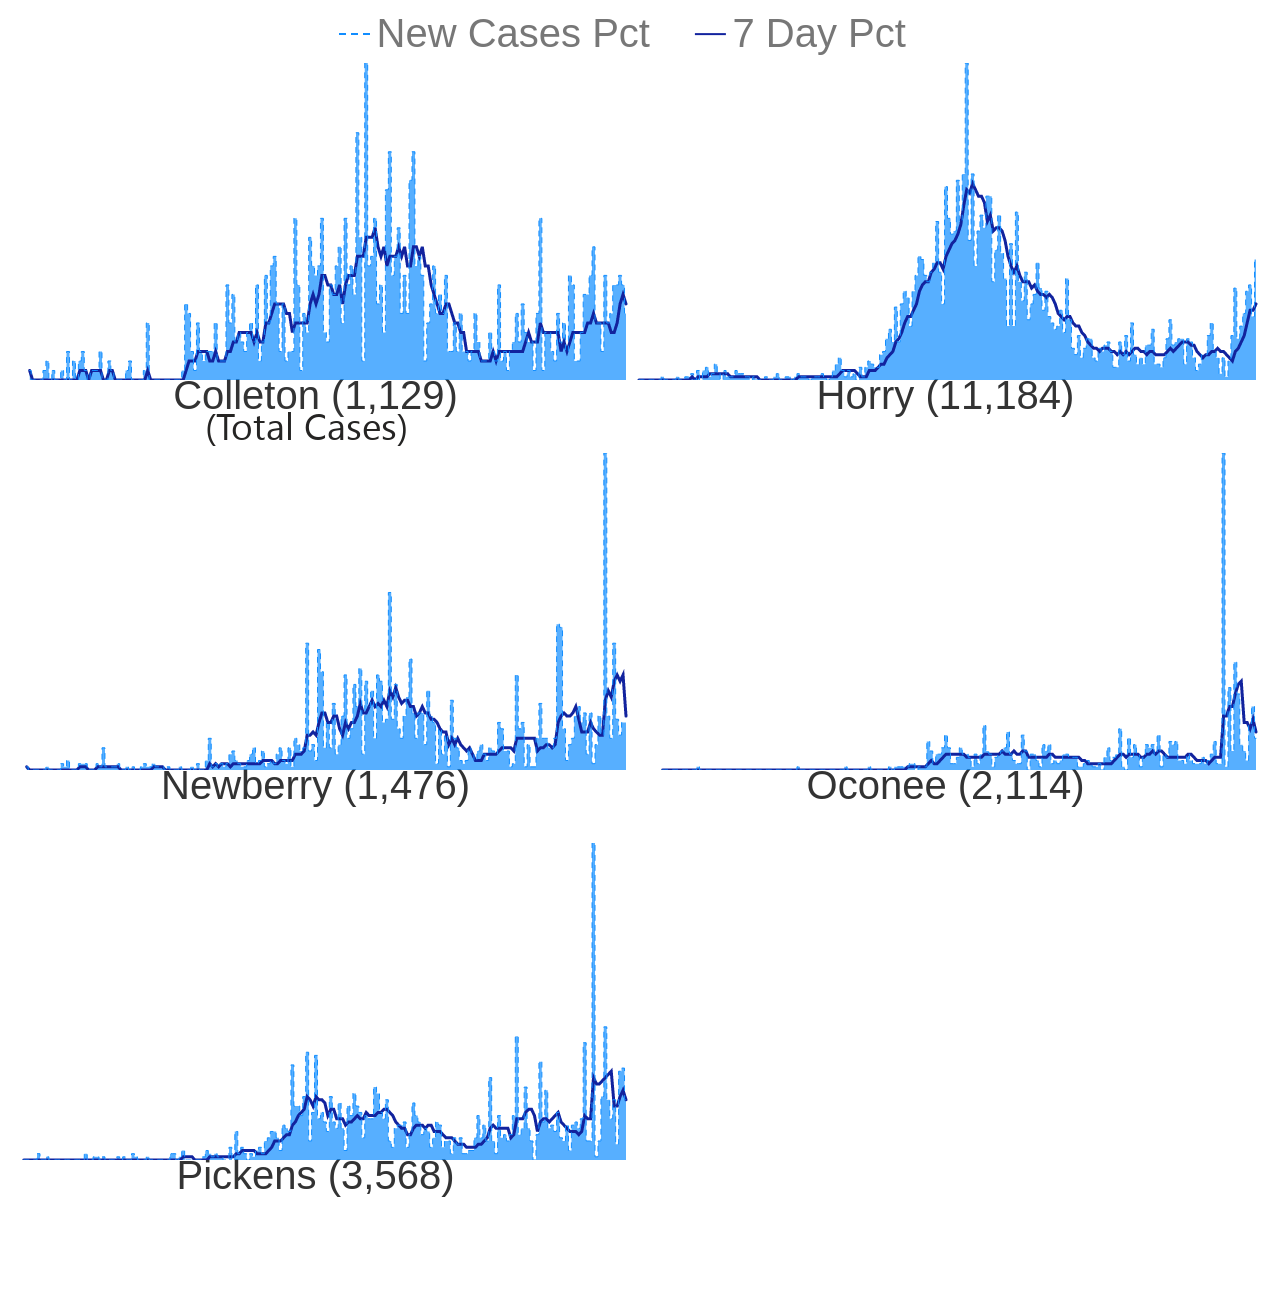 New Cases Pct 7 Day Pct
Colleton (1,129) Horry (11,184)
(Total Cases)
Newberry (1,476) Oconee (2,114)
Pickens (3,568)